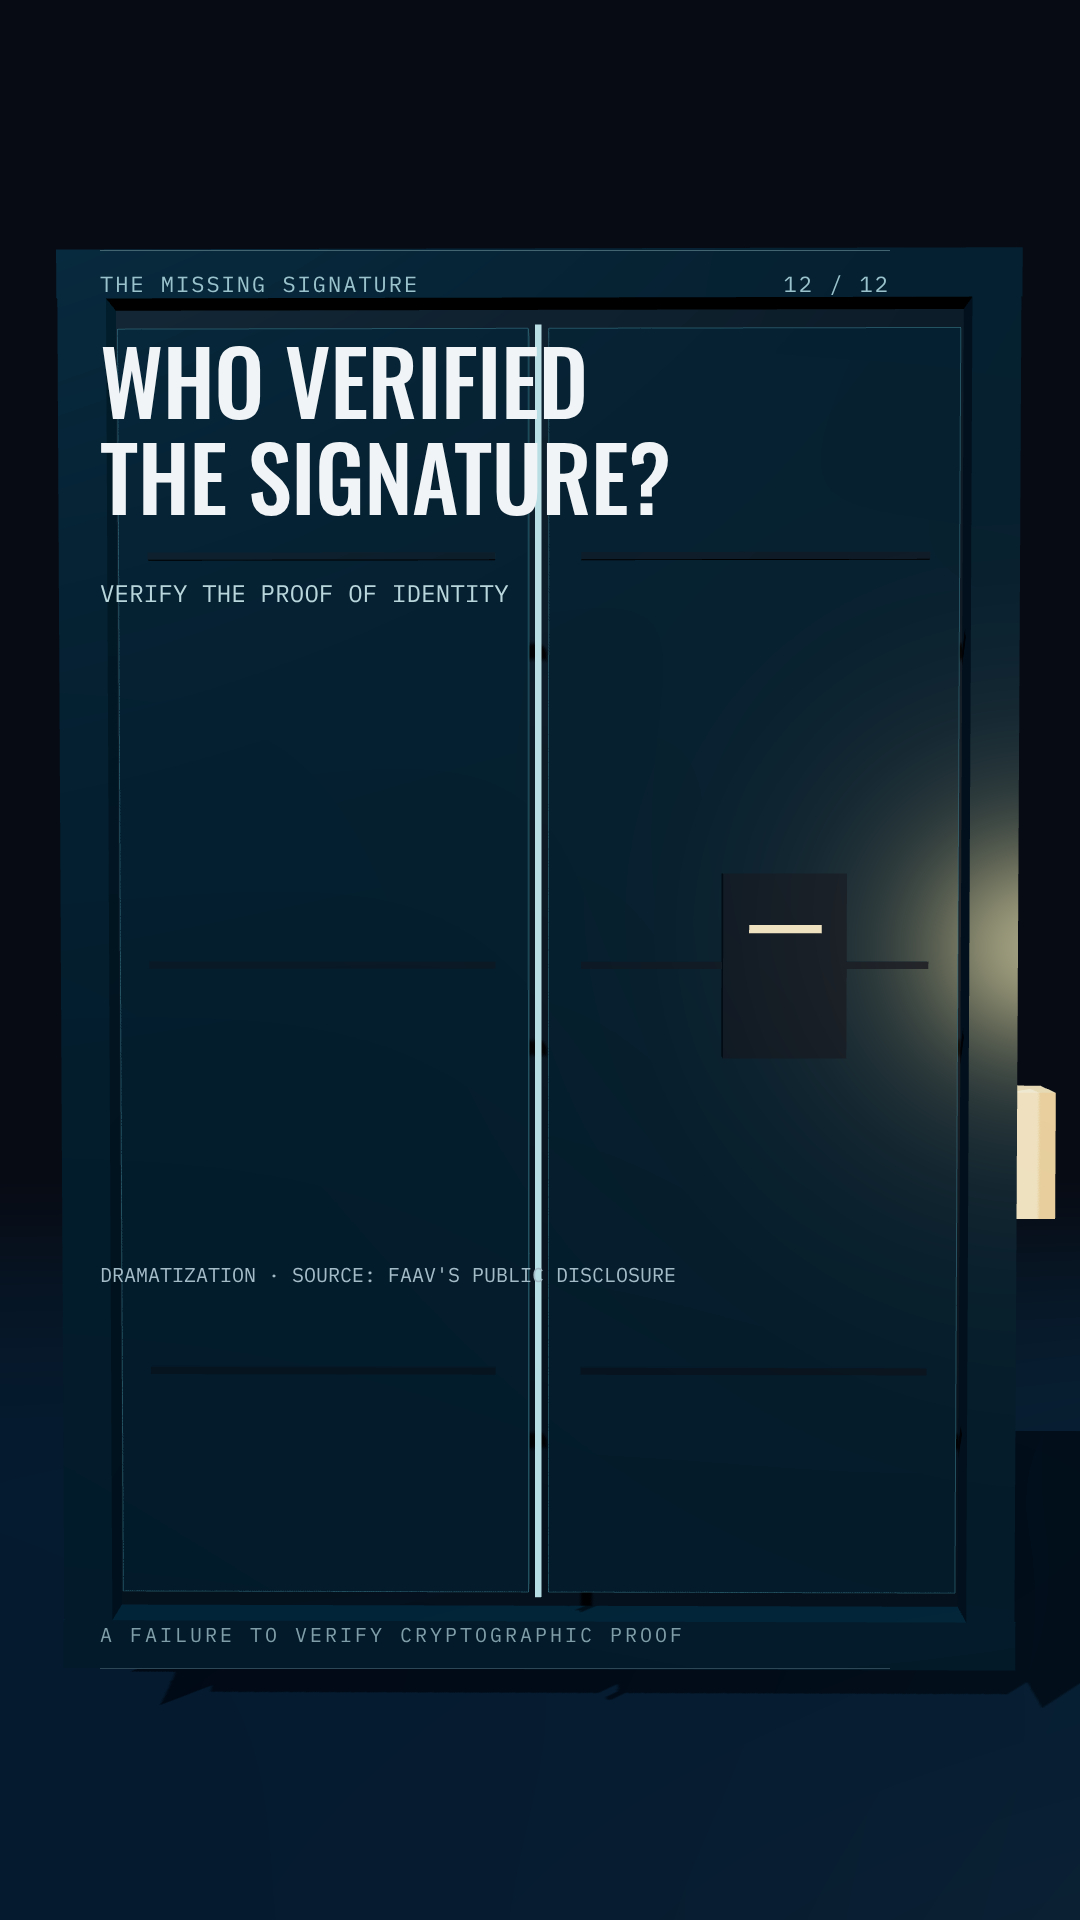 THE MISSING SIGNATURE 12 / 12
WHO VERIFIED
THE SIGNATURE?
VERIFY THE PROOF OF IDENTITY
DRAMATIZATION · SOURCE: FAAV'S PUBLIC DISCLOSURE
A FAILURE TO VERIFY CRYPTOGRAPHIC PROOF